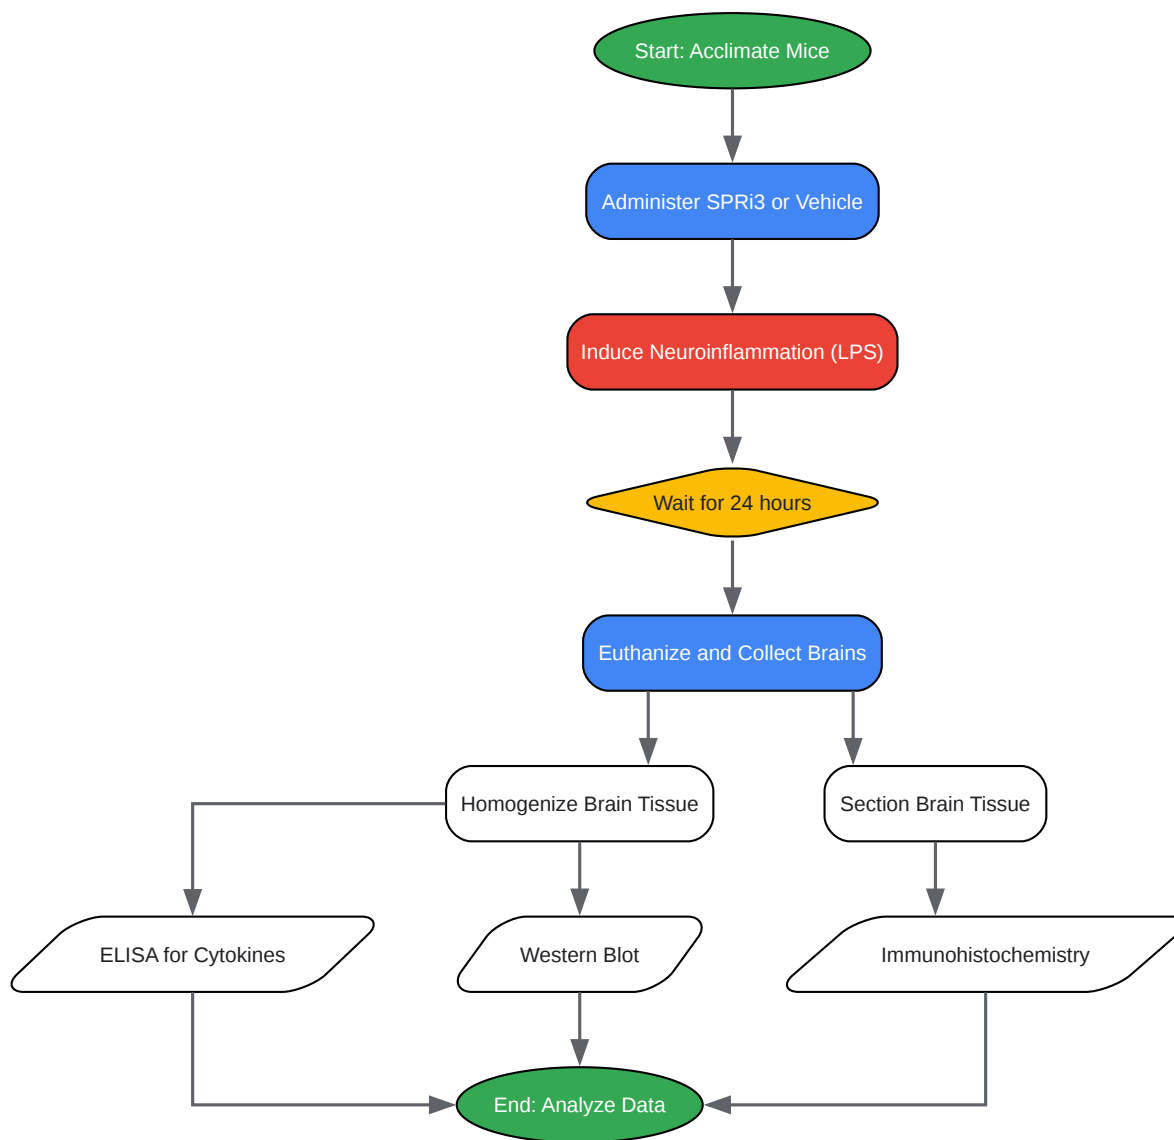 Start: Acclimate Mice
Administer SPRi3 or Vehicle
Induce Neuroinflammation (LPS)
Wait for 24 hours
Euthanize and Collect Brains
Homogenize Brain Tissue
Section Brain Tissue
ELISA for Cytokines
Western Blot
Immunohistochemistry
End: Analyze Data